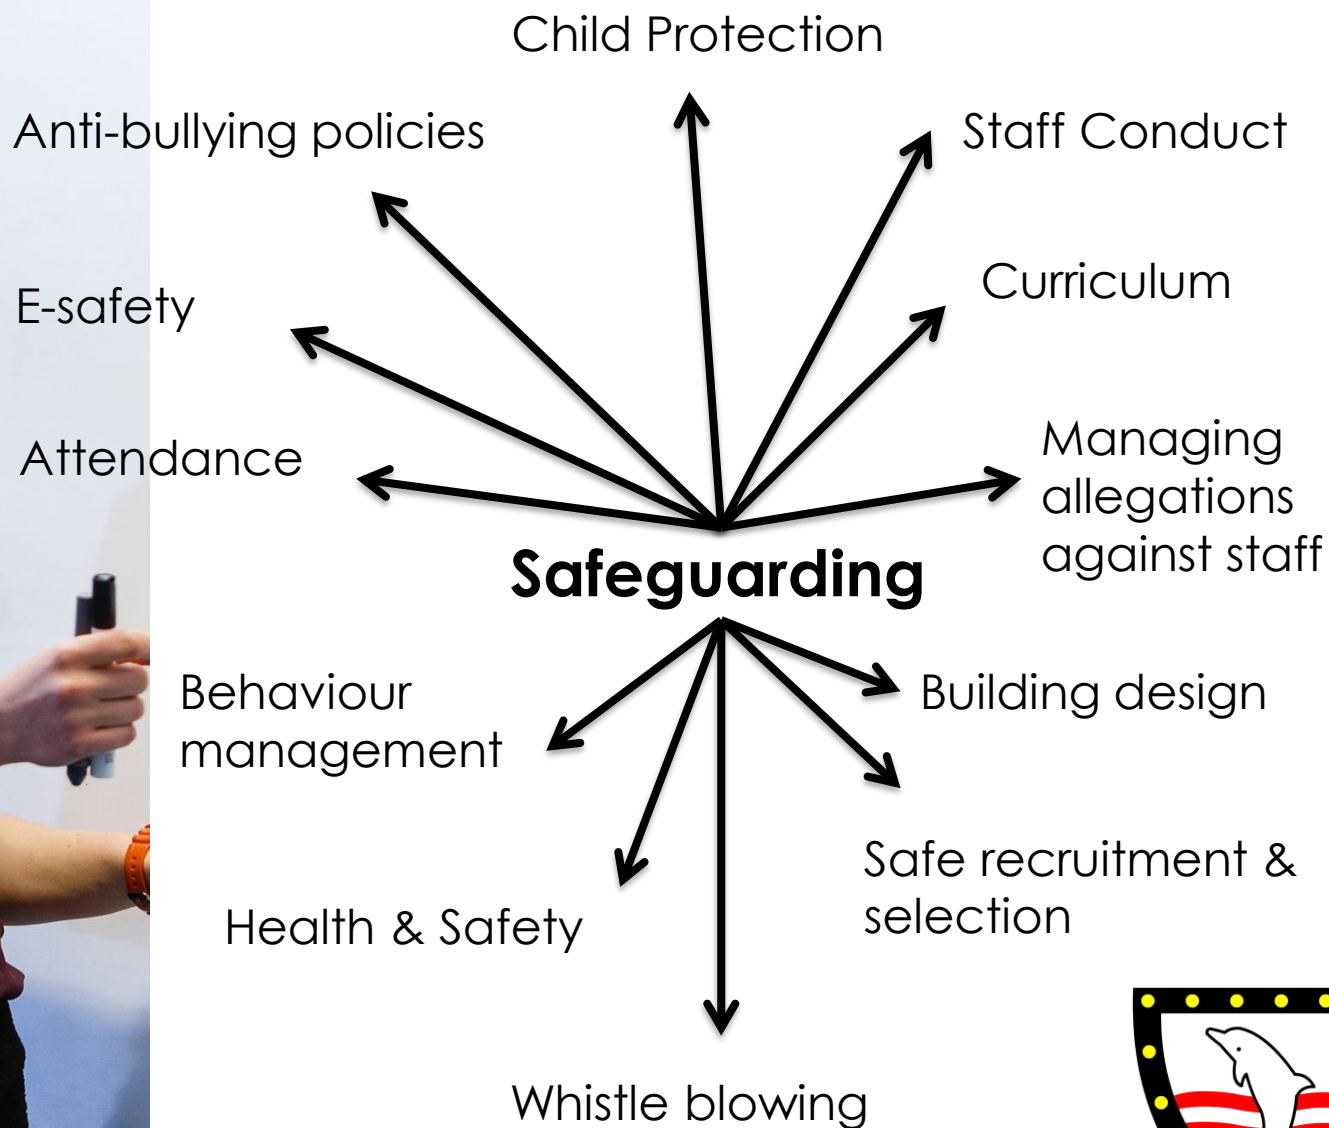 Child Protection
Anti-bullying policies
Staff Conduct
Curriculum
E-safety
Attendance
Managing
allegations
against staff
Safeguarding
Behaviour
management
Building design
Safe recruitment &
selection
Health & Safety
Whistle blowing